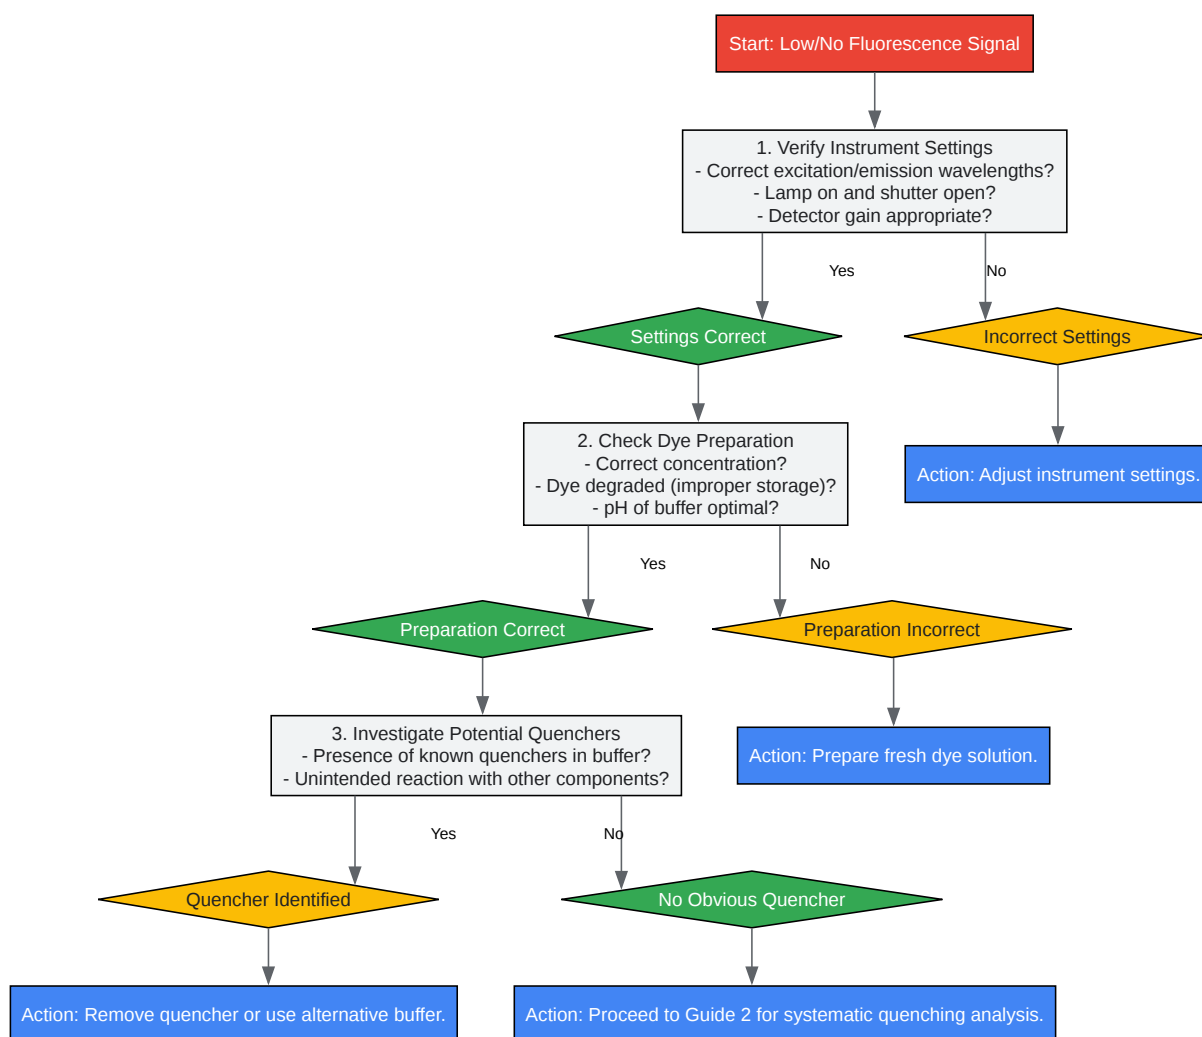 Start: Low/No Fluorescence Signal
1. Verify Instrument Settings
- Correct excitation/emission wavelengths?
- Lamp on and shutter open?
- Detector gain appropriate?
Yes
No
Settings Correct
Incorrect Settings
2. Check Dye Preparation
- Correct concentration?
- Dye degraded (improper storage)?
- pH of buffer optimal?
Action: Adjust instrument settings.
Yes
No
Preparation Correct
Preparation Incorrect
3. Investigate Potential Quenchers
- Presence of known quenchers in buffer?
- Unintended reaction with other components?
Action: Prepare fresh dye solution.
Yes
No
Quencher Identified
No Obvious Quencher
Action: Remove quencher or use alternative buffer.
Action: Proceed to Guide 2 for systematic quenching analysis.